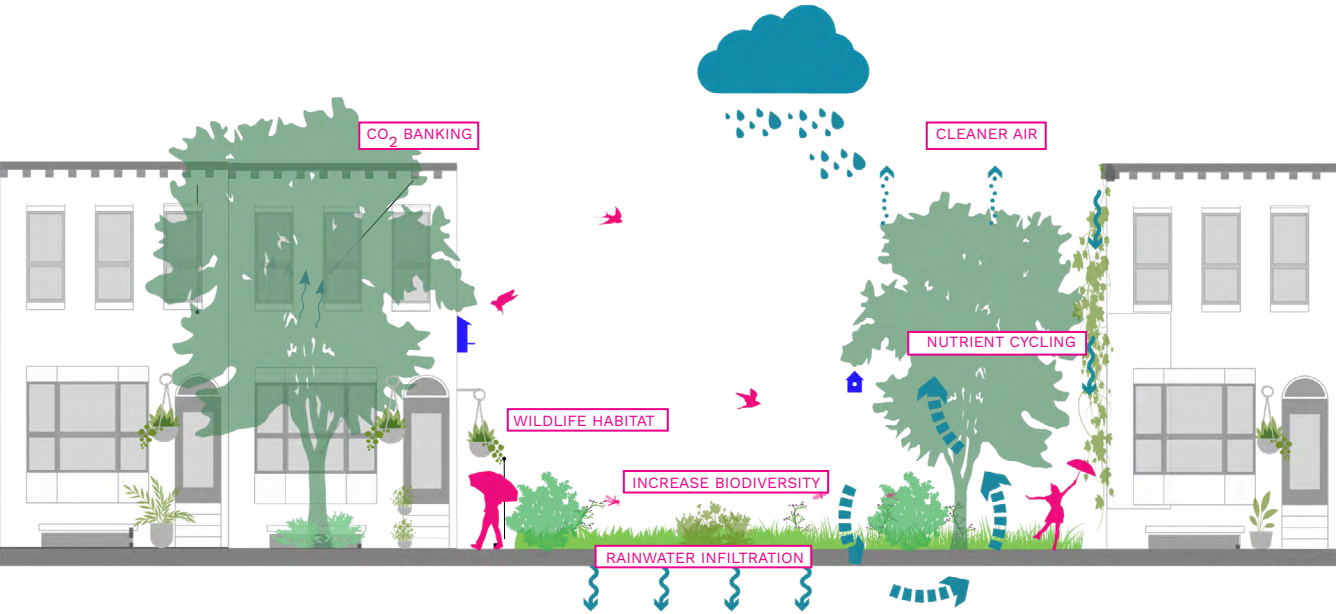 CO₂ BANKING
CLEANER AIR
NUTRIENT CYCLING
WILDLIFE HABITAT
INCREASE BIODIVERSITY
RAINWATER INFILTRATION